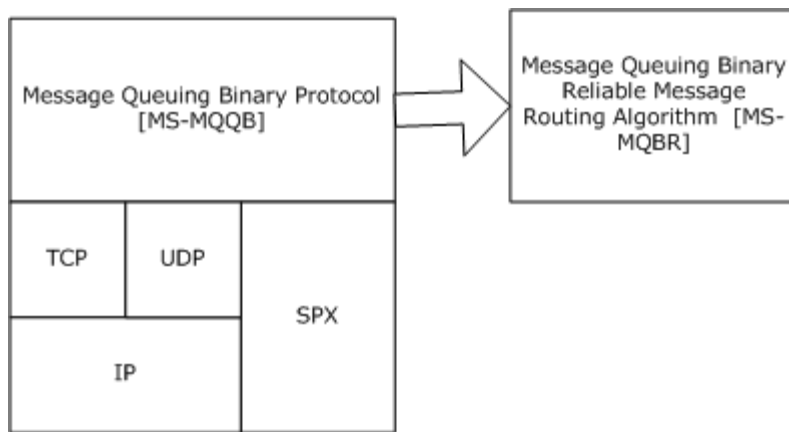 Message Queuing Binary Protocol
[MS-MQQB]
Message Queuing Binary
Reliable Message
Routing Algorithm [MS-
MQBR]
TCP
UDP
SPX
IP